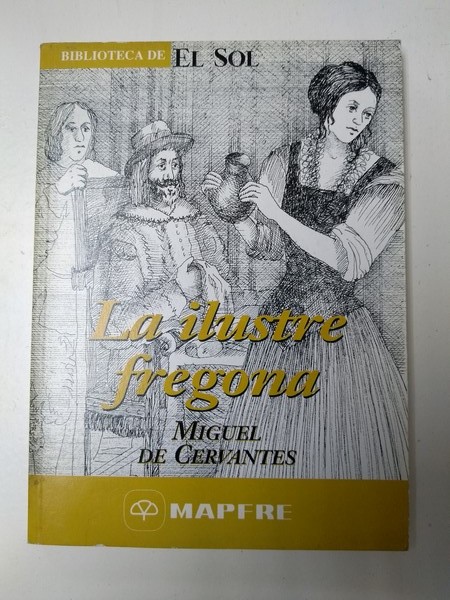 BIBLIOTECA DE EL SOL
La ilustre
fregona
MIGUEL
DE CERVANTES
MAPFRE